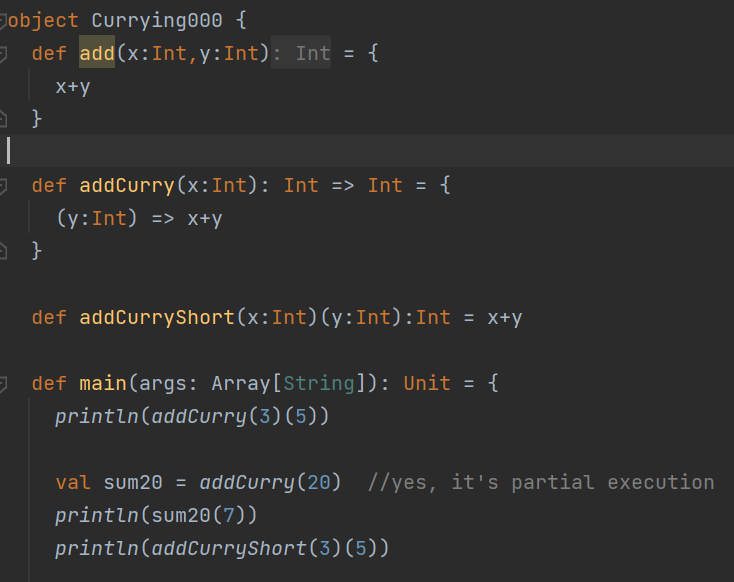 object Currying000 {
def add(x:Int,y:Int): Int = {
x+y
}
def addCurry(x:Int): Int => Int = {
(y:Int) => x+y
}
def addCurryShort(x:Int)(y:Int):Int = x+y
def main(args: Array[String]): Unit = {
println(addCurry(3)(5))
val sum20 = addCurry(20)  //yes, it's partial execution
println(sum20(7))
println(addCurryShort(3)(5))